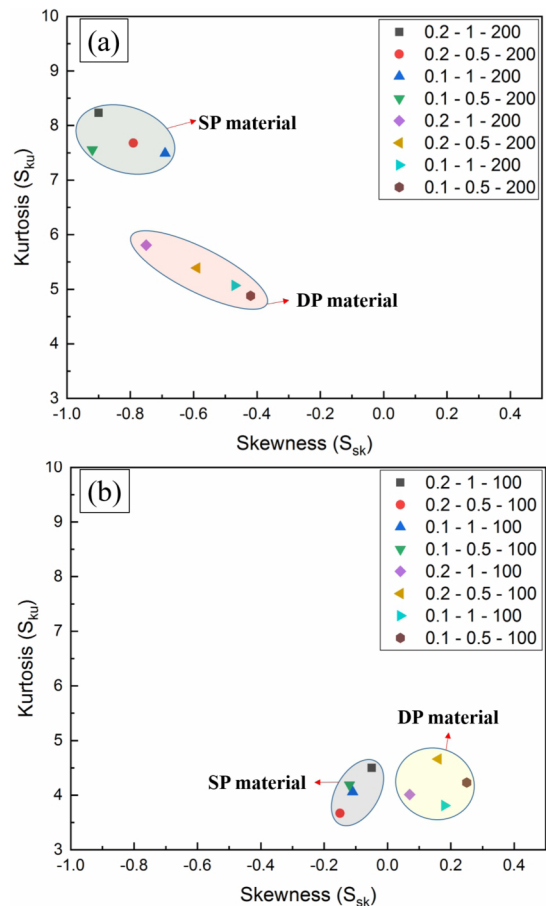 (a)
0.2 - 1 - 200
0.2 - 0.5 - 200
0.1 - 1 - 200
0.1 - 0.5 - 200
0.2 - 1 - 200
0.2 - 0.5 - 200
0.1 - 1 - 200
0.1 - 0.5 - 200
SP material
DP material
10
9
8
7
6
5
4
3
Kurtosis (Sku)
-1.0 -0.8 -0.6 -0.4 -0.2 0.0 0.2 0.4
Skewness (Ssk)
(b)
0.2 - 1 - 100
0.2 - 0.5 - 100
0.1 - 1 - 100
0.1 - 0.5 - 100
0.2 - 1 - 100
0.2 - 0.5 - 100
0.1 - 1 - 100
0.1 - 0.5 - 100
DP material
SP material
10
9
8
7
6
5
4
3
Kurtosis (Sku)
-1.0 -0.8 -0.6 -0.4 -0.2 0.0 0.2 0.4
Skewness (Ssk)